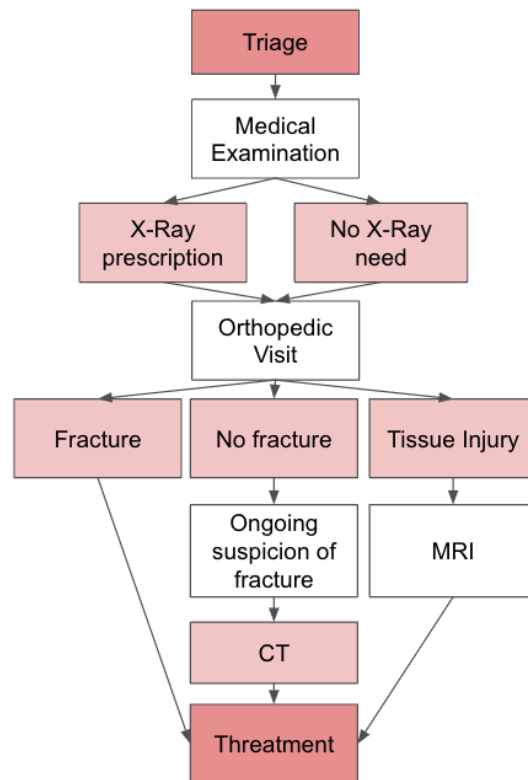 Triage
Medical
Examination
X-Ray
prescription
No X-Ray
need
Orthopedic
Visit
Fracture
No fracture
Tissue Injury
Ongoing
suspicion of
fracture
MRI
CT
Threatment